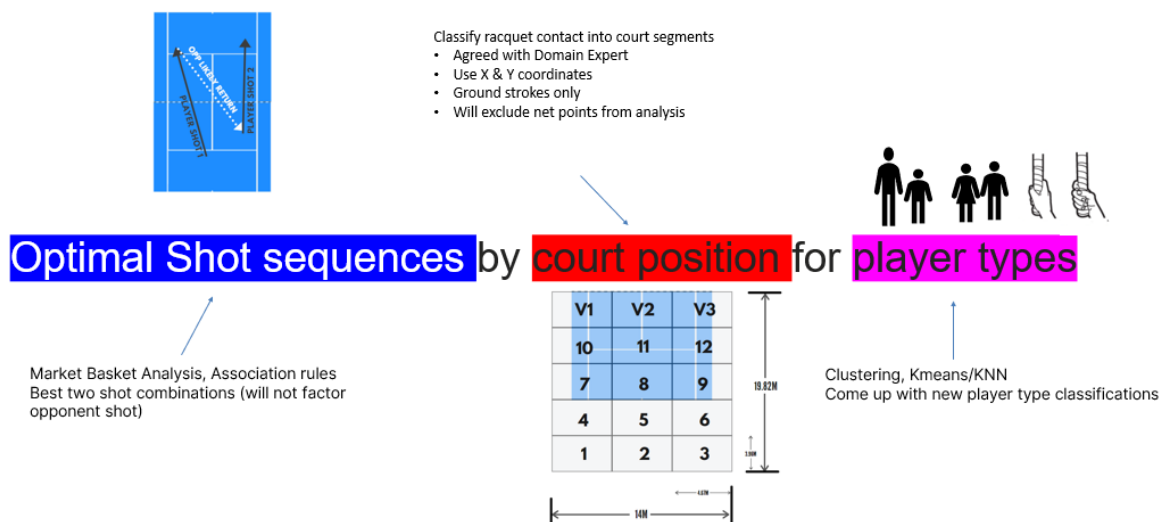 OPP LIKELY RETURN
PLAYER SHOT 2
PLAYER SHOT 1
Classify racquet contact into court segments
• Agreed with Domain Expert
• Use X & Y coordinates
• Ground strokes only
• Will exclude net points from analysis
Optimal Shot sequences by court position for player types
V1 V2 V3
10 11 12
7 8 9
4 5 6
1 2 3
19.82M
14M
Market Basket Analysis, Association rules
Best two shot combinations (will not factor
opponent shot)
Clustering, Kmeans/KNN
Come up with new player type classifications